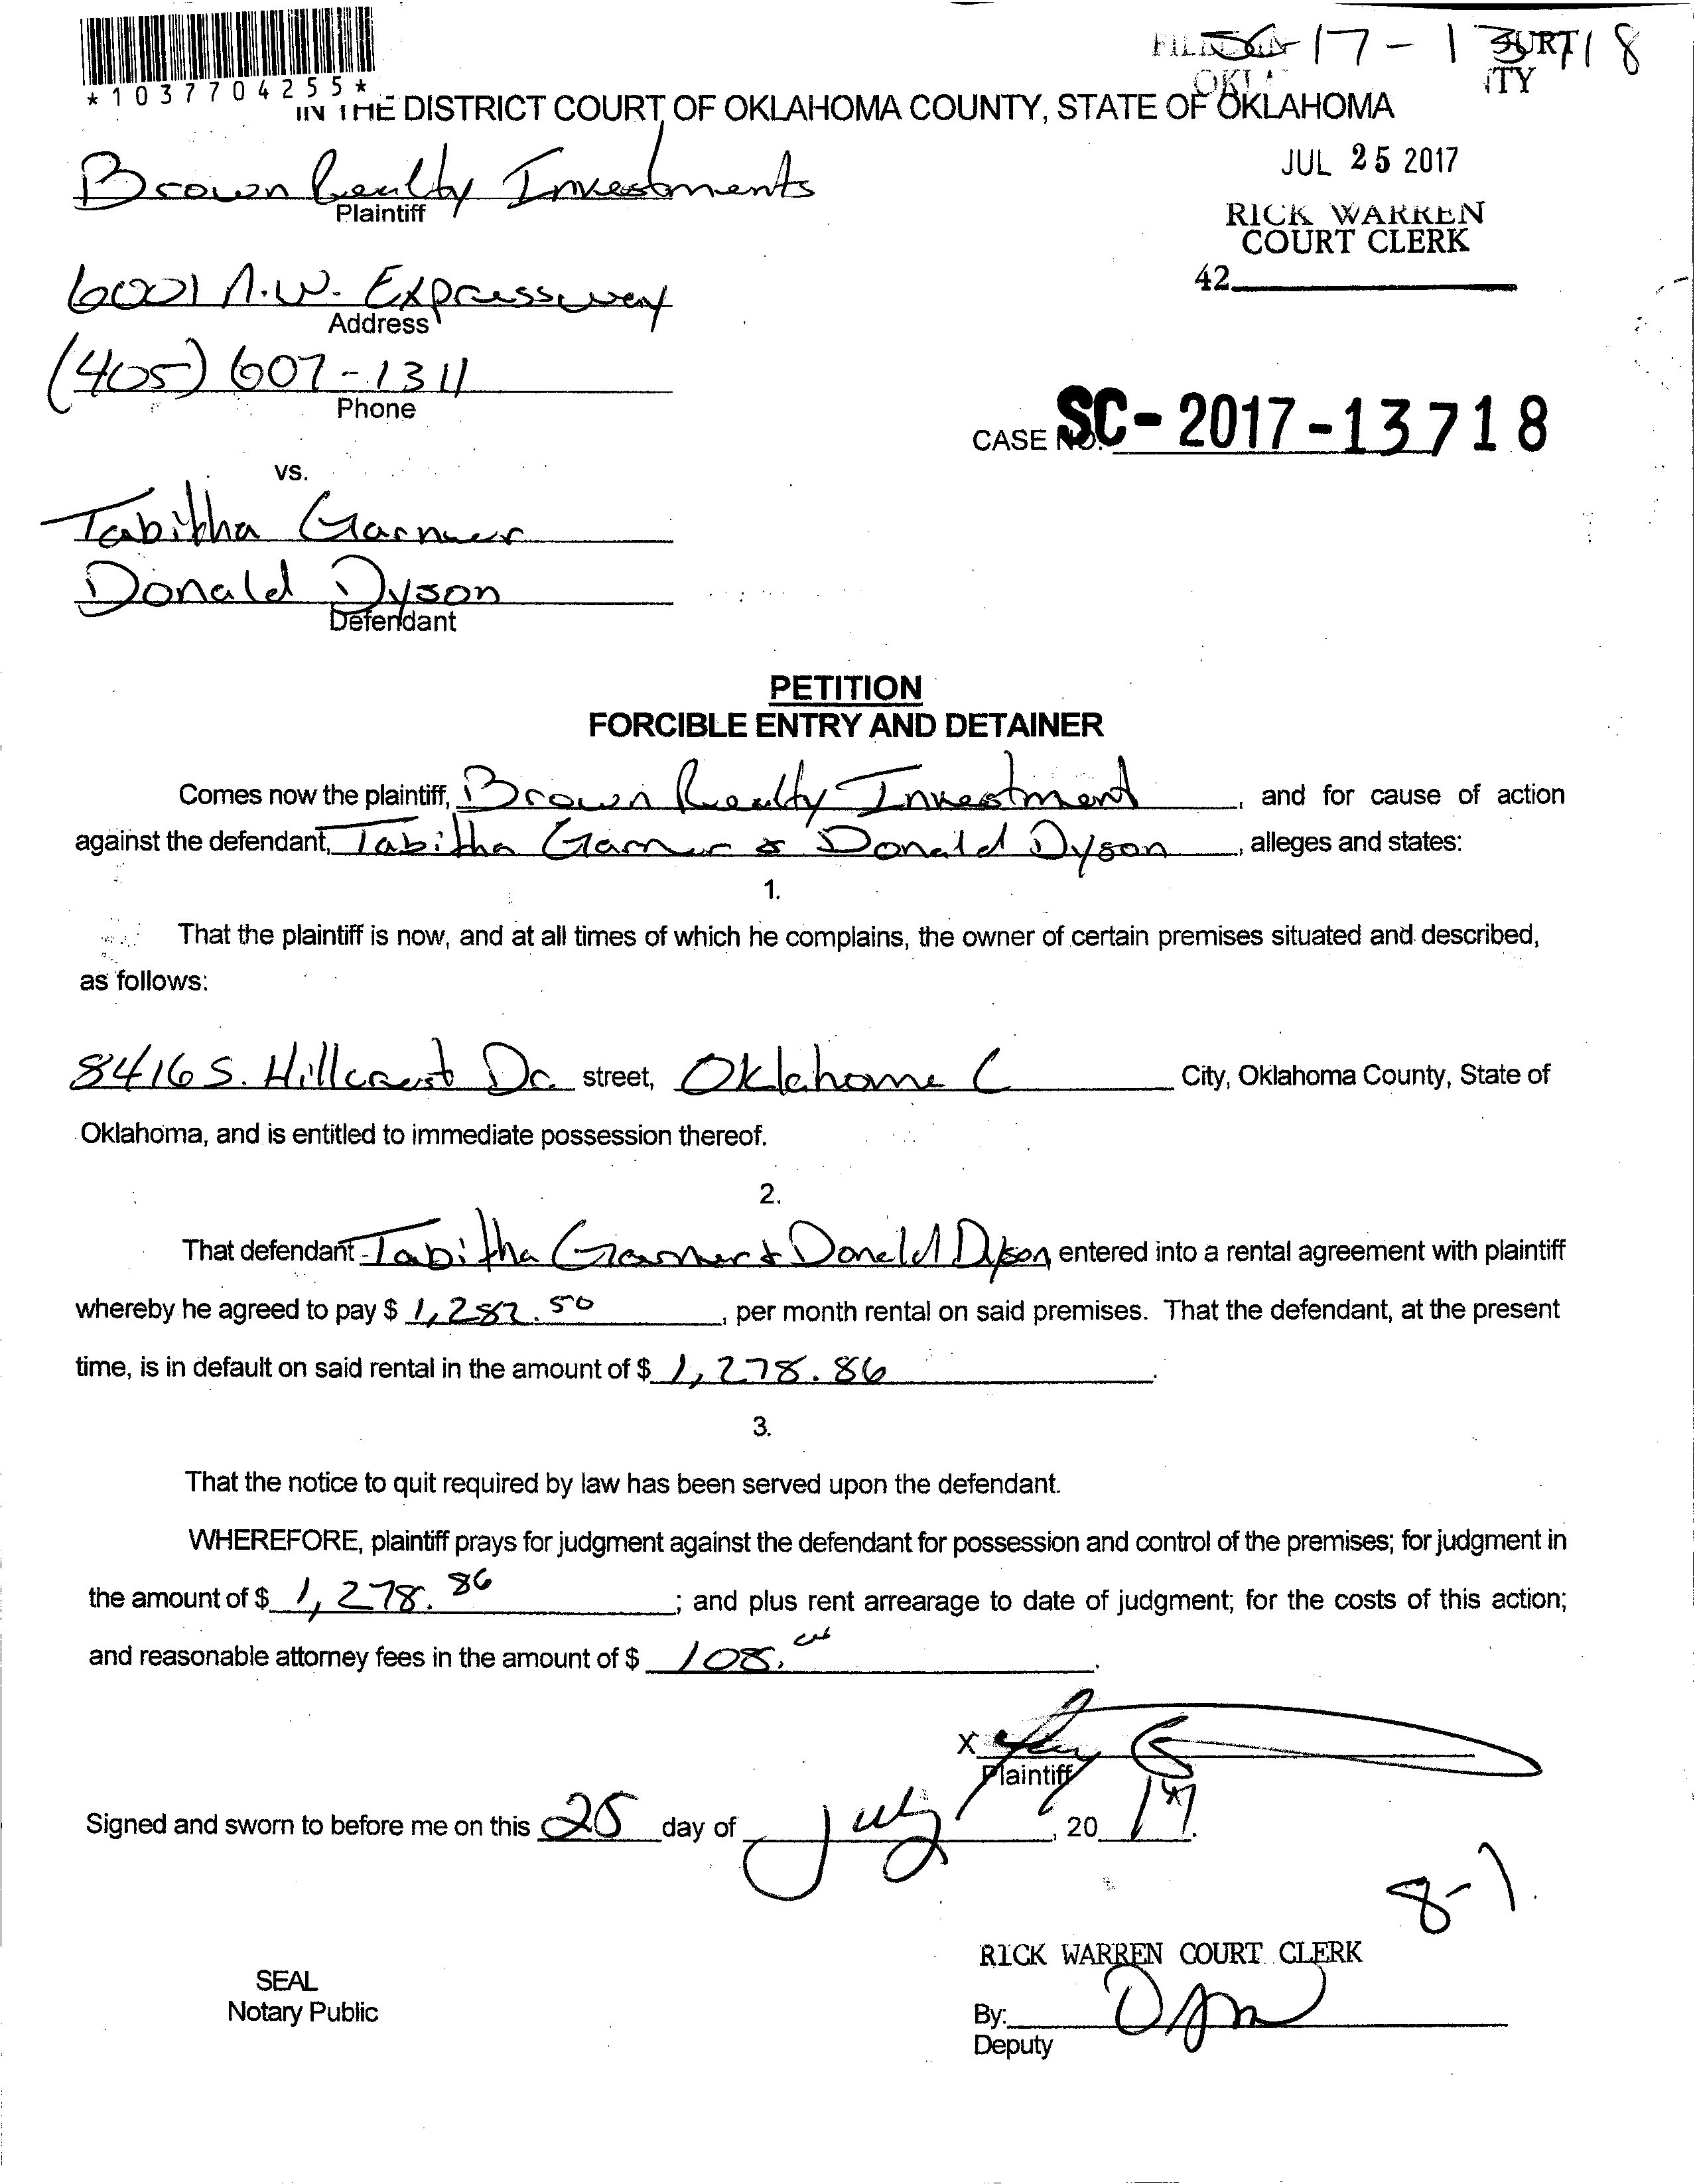 *1037704255*
SC-17-13718
IN THE DISTRICT COURT OF OKLAHOMA COUNTY, STATE OF OKLAHOMA
JUL 25 2017
RICK WARREN
COURT CLERK
42
Brown Realty Investments
Plaintiff
6001 N.W. Expressway
Address
(405) 607-1311
Phone
CASE NO. SC-2017-13718
vs.
Tabitha Garner
Donald Dyson
Defendant
PETITION
FORCIBLE ENTRY AND DETAINER
Comes now the plaintiff, Brown Realty Investment, and for cause of action
against the defendant, Tabitha Garner & Donald Dyson, alleges and states:
1.
That the plaintiff is now, and at all times of which he complains, the owner of certain premises situated and described,
as follows:
8416 S. Hillcrest Dr. street, Oklahoma C City, Oklahoma County, State of
Oklahoma, and is entitled to immediate possession thereof.
2.
That defendant Tabitha Garner & Donald Dyson entered into a rental agreement with plaintiff
whereby he agreed to pay $ 1,287.50, per month rental on said premises. That the defendant, at the present
time, is in default on said rental in the amount of $ 1,278.86.
3.
That the notice to quit required by law has been served upon the defendant.
WHEREFORE, plaintiff prays for judgment against the defendant for possession and control of the premises; for judgment in
the amount of $ 1,278.86; and plus rent arrearage to date of judgment; for the costs of this action;
and reasonable attorney fees in the amount of $ 108.
X
Plaintiff
Signed and sworn to before me on this 25 day of July, 2017.
8-1
RICK WARREN COURT CLERK
SEAL
Notary Public
By:
Deputy